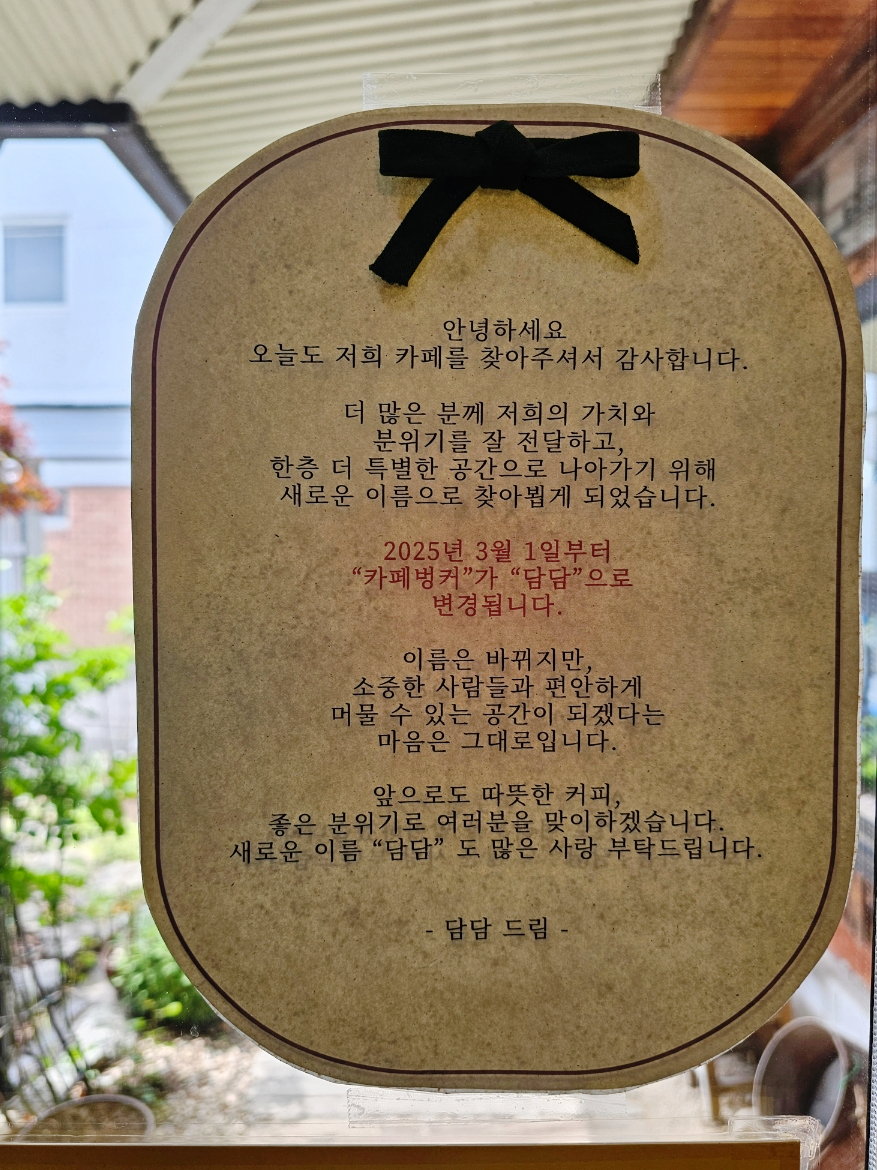 안녕하세요
오늘도 저희 카페를 찾아주셔서 감사합니다.
더 많은 분께 저희의 가치와
분위기를 잘 전달하고,
한층 더 특별한 공간으로 나아가기 위해
새로운 이름으로 찾아뵙게 되었습니다.
2025년 3월 1일부터
“카페벙커”가 “담담”으로
변경됩니다.
이름은 바뀌지만,
소중한 사람들과 편안하게
머물 수 있는 공간이 되겠다는
마음은 그대로입니다.
앞으로도 따뜻한 커피,
좋은 분위기로 여러분을 맞이하겠습니다.
새로운 이름 “담담” 도 많은 사랑 부탁드립니다.
- 담담 드림 -